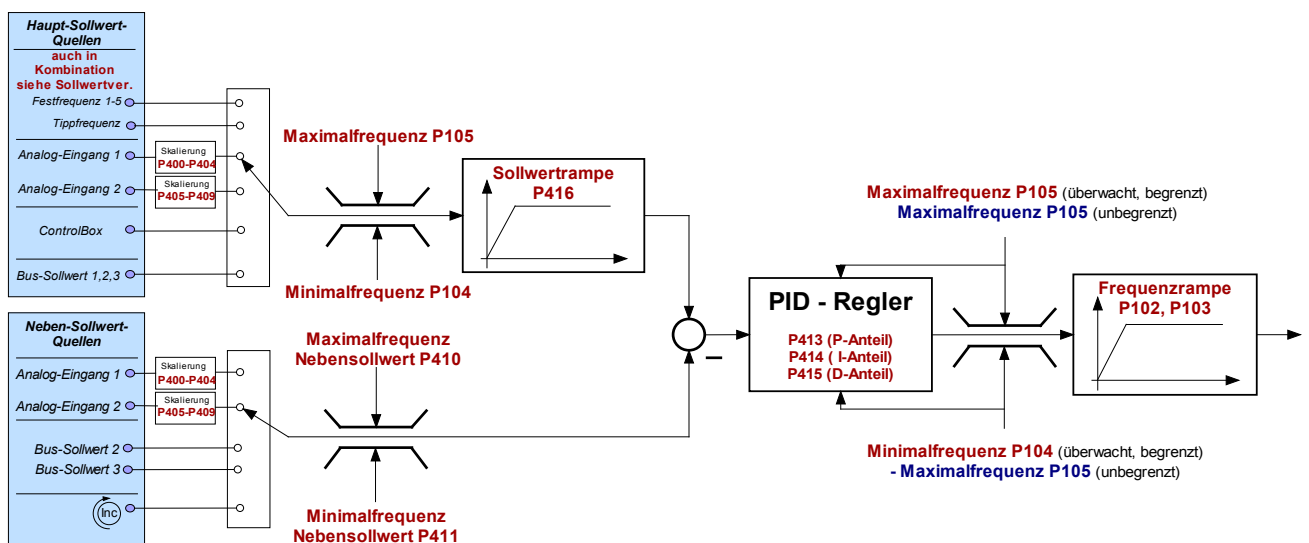 Haupt-Sollwert-
Quellen
auch in
Kombination
siehe Sollwertver.
Festfrequenz 1-5
Tippfrequenz
Analog-Eingang 1
Skalierung
P400-P404
Analog-Eingang 2
Skalierung
P405-P409
ControlBox
Bus-Sollwert 1,2,3
Maximalfrequenz P105
Minimalfrequenz P104
Sollwertrampe
P416
Neben-Sollwert-
Quellen
Analog-Eingang 1
Skalierung
P400-P404
Analog-Eingang 2
Skalierung
P405-P409
Bus-Sollwert 2
Bus-Sollwert 3
Inc
Maximalfrequenz
Nebensollwert P410
Minimalfrequenz
Nebensollwert P411
–
PID - Regler
P413 (P-Anteil)
P414 ( I-Anteil)
P415 (D-Anteil)
Maximalfrequenz P105 (überwacht, begrenzt)
Maximalfrequenz P105 (unbegrenzt)
Minimalfrequenz P104 (überwacht, begrenzt)
- Maximalfrequenz P105 (unbegrenzt)
Frequenzrampe
P102, P103